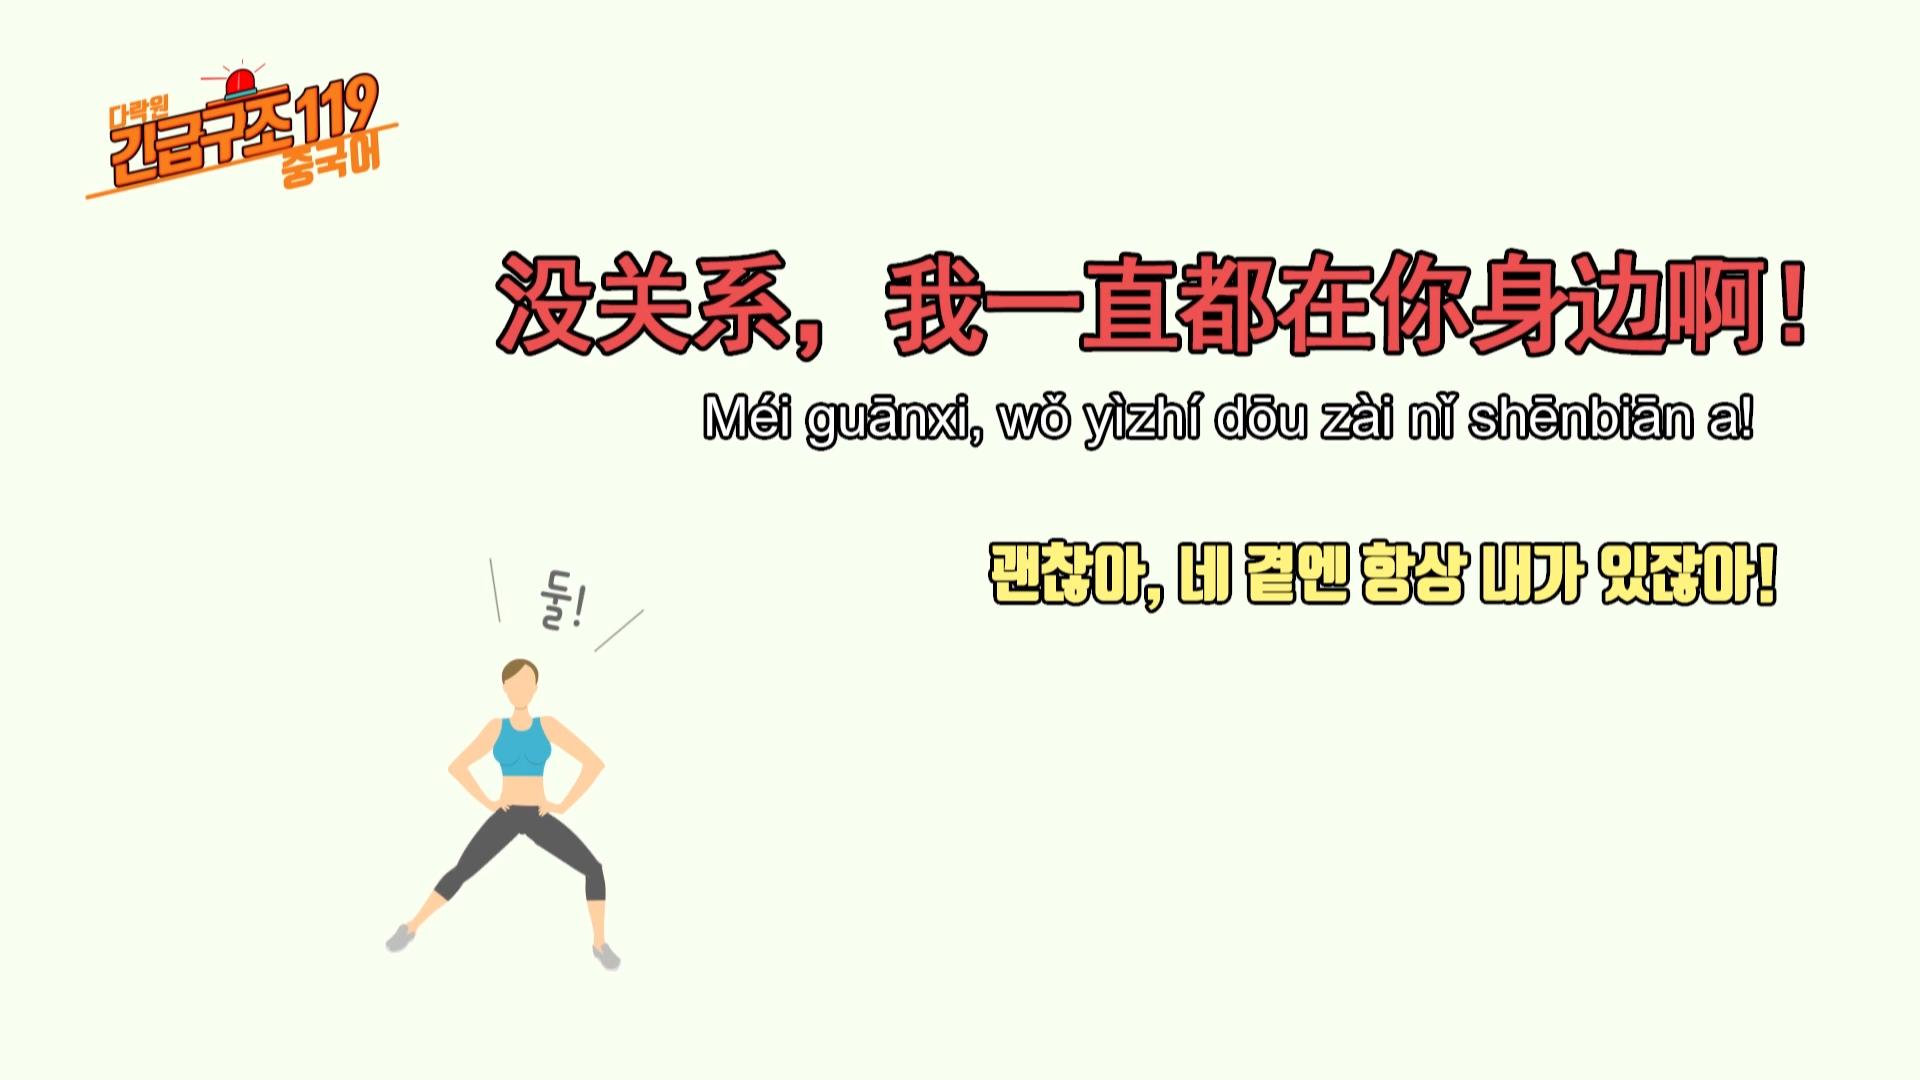 다락원
긴급구조119
중국어
没关系，我一直都在你身边啊！
Méi guānxi, wǒ yìzhí dōu zài nǐ shēnbiān a!
괜찮아, 네 곁엔 항상 내가 있잖아!
둘!